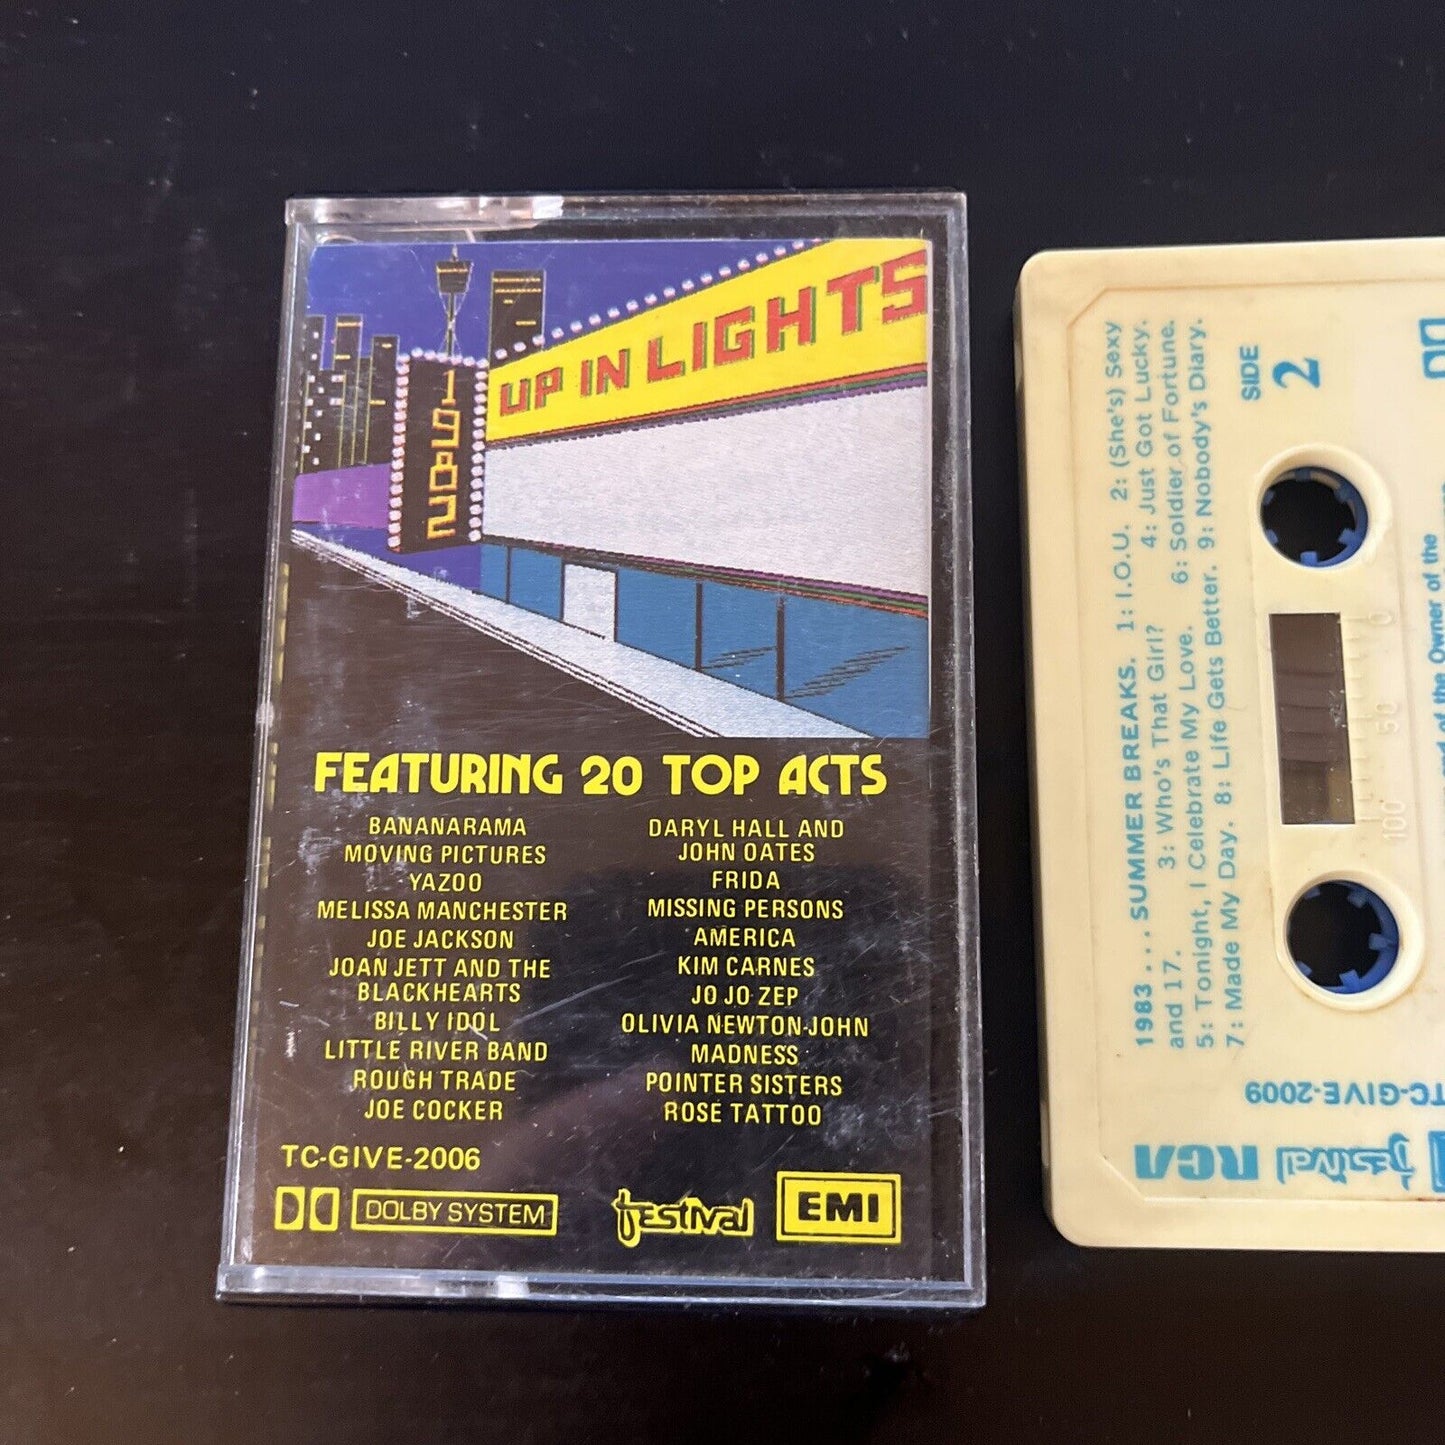 UP IN LIGHTS
1982
FEATURING 20 TOP ACTS
BANANARAMA
MOVING PICTURES
YAZOO
MELISSA MANCHESTER
JOE JACKSON
JOAN JETT AND THE
BLACKHEARTS
BILLY IDOL
LITTLE RIVER BAND
ROUGH TRADE
JOE COCKER
DARYL HALL AND
JOHN OATES
FRIDA
MISSING PERSONS
AMERICA
KIM CARNES
JO JO ZEP
OLIVIA NEWTON-JOHN
MADNESS
POINTER SISTERS
ROSE TATTOO
TC-GIVE-2006
DOLBY SYSTEM
festival
EMI
SIDE
2
1983... SUMMER BREAKS. 1: I.O.U. 2: (She's) Sexy
and 17. 3: Who's That Girl? 4: Just Got Lucky.
5: Tonight, I Celebrate My Love. 6: Soldier of Fortune.
7: Made My Day. 8: Life Gets Better. 9: Nobody's Diary.
of the Owner of the
TC-GIVE-2009
RCA
festival
0
50
100